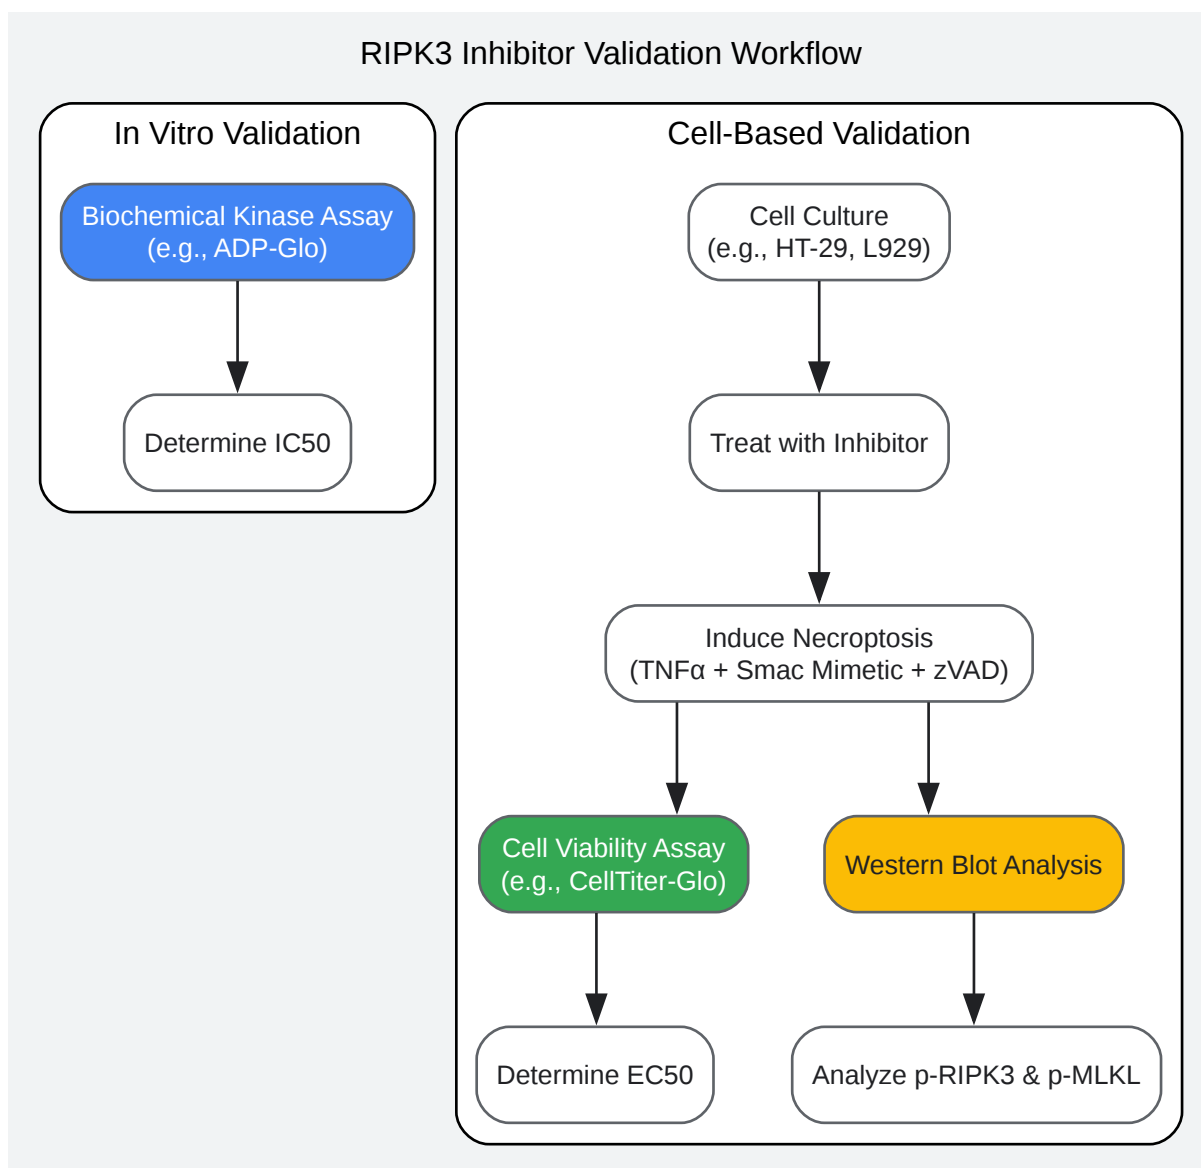 RIPK3 Inhibitor Validation Workflow
In Vitro Validation
Biochemical Kinase Assay
(e.g., ADP-Glo)
Determine IC50
Cell-Based Validation
Cell Culture
(e.g., HT-29, L929)
Treat with Inhibitor
Induce Necroptosis
(TNFα + Smac Mimetic + zVAD)
Cell Viability Assay
(e.g., CellTiter-Glo)
Western Blot Analysis
Determine EC50
Analyze p-RIPK3 & p-MLKL